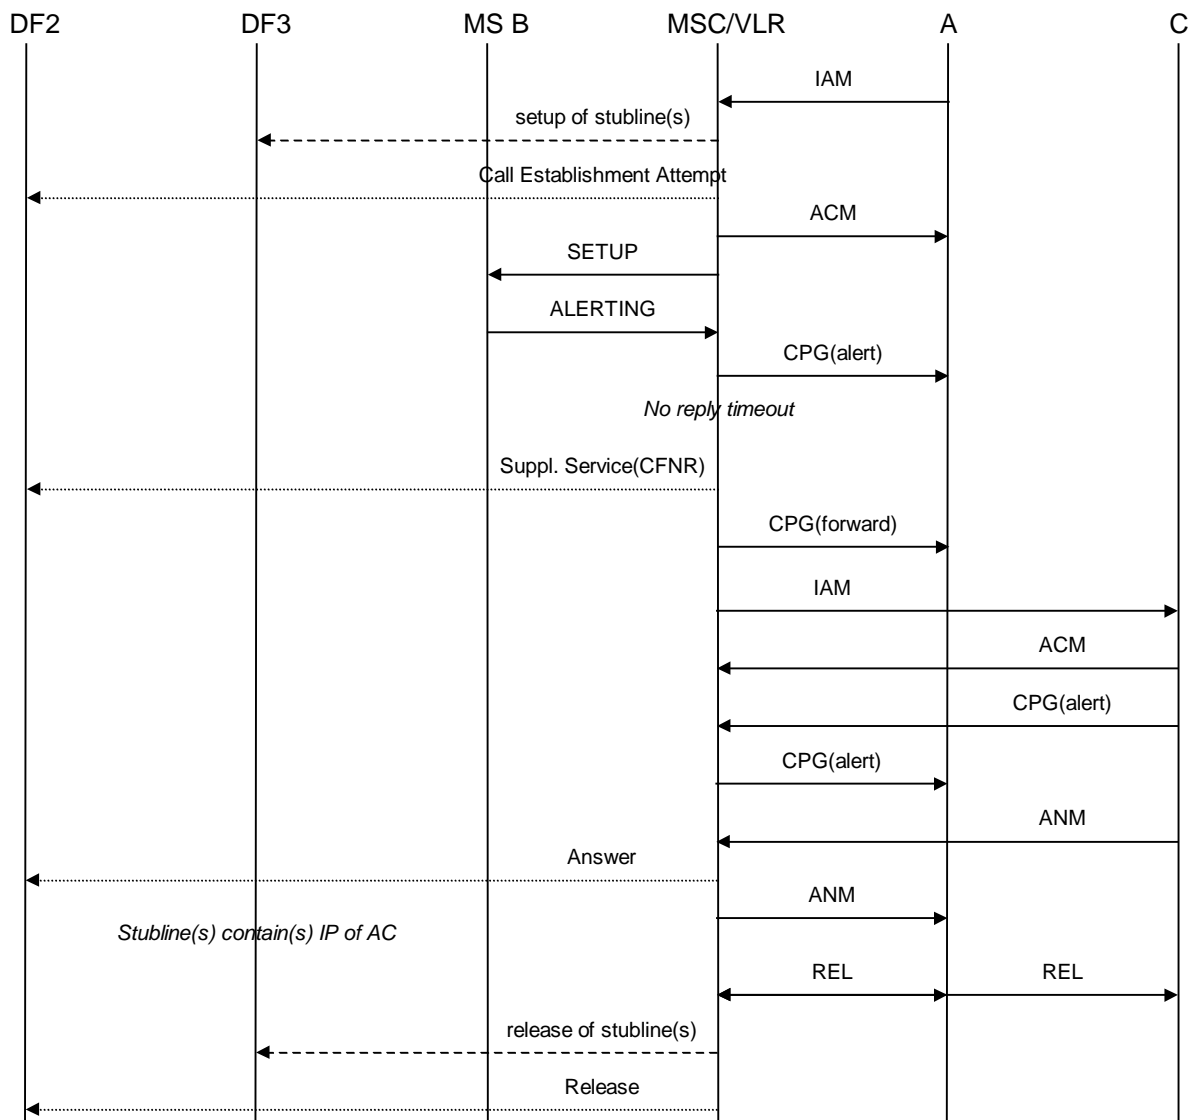 DF2 DF3 MS B MSC/VLR A C
IAM
setup of stubline(s)
Call Establishment Attempt
ACM
SETUP
ALERTING
CPG(alert)
No reply timeout
Suppl. Service(CFNR)
CPG(forward)
IAM
ACM
CPG(alert)
CPG(alert)
ANM
Answer
ANM
Stubline(s) contain(s) IP of AC
REL REL
release of stubline(s)
Release